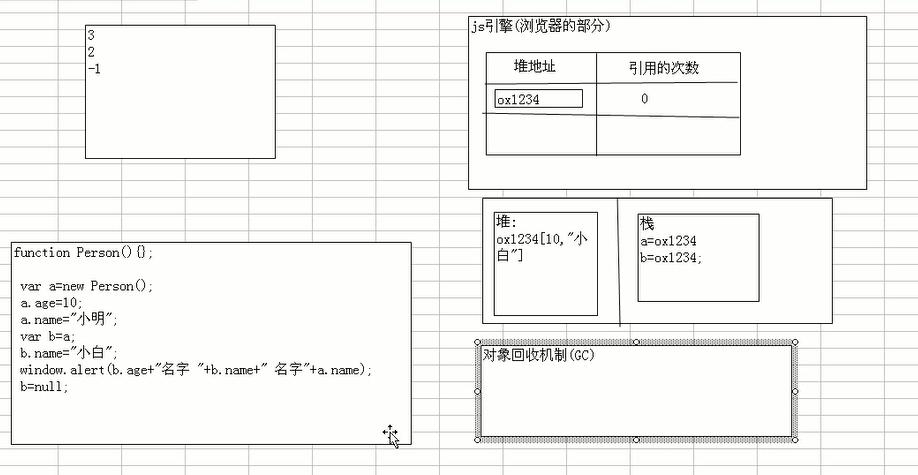 3
2
-1
js引擎(浏览器的部分)
堆地址
引用的次数
ox1234
0
堆:
ox1234[10,"小
白"]
栈
a=ox1234
b=ox1234;
function Person(){};
var a=new Person();
a.age=10;
a.name="小明";
var b=a;
b.name="小白";
window.alert(b.age+"名字 "+b.name+" 名字"+a.name);
b=null;
对象回收机制(GC)